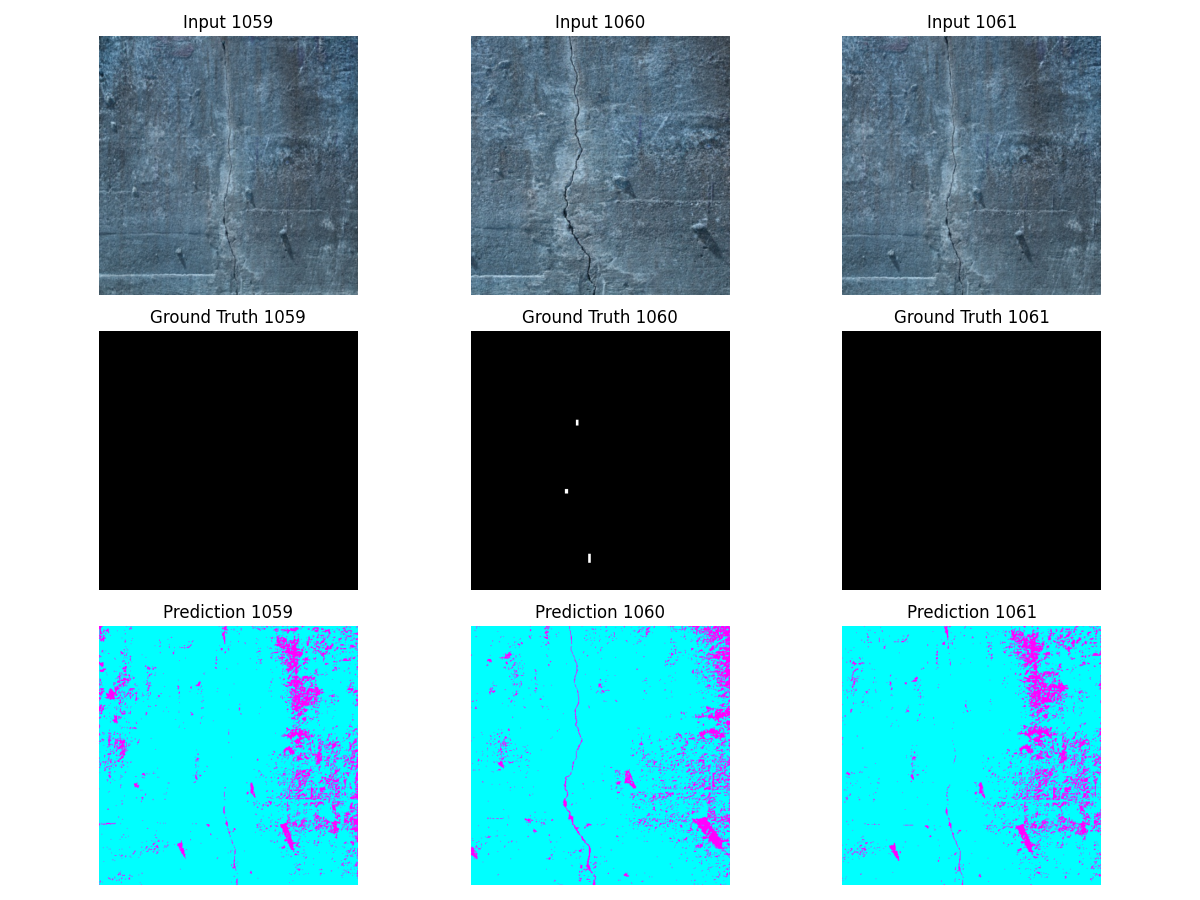 Input 1059
Input 1060
Input 1061
Ground Truth 1059
Ground Truth 1060
Ground Truth 1061
Prediction 1059
Prediction 1060
Prediction 1061